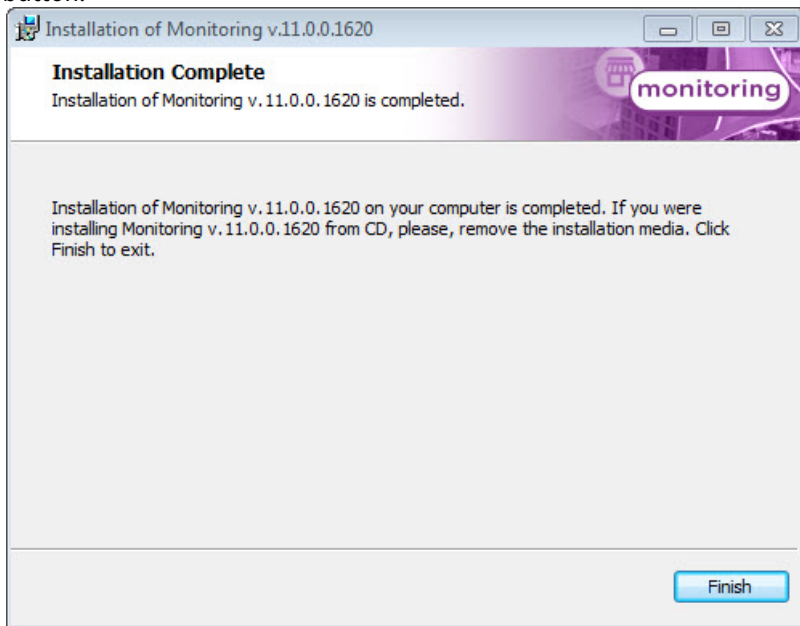 button.
Installation of Monitoring v.11.0.0.1620
Installation Complete
Installation of Monitoring v.11.0.0.1620 is completed.
monitoring
Installation of Monitoring v.11.0.0.1620 on your computer is completed. If you were
installing Monitoring v.11.0.0.1620 from CD, please, remove the installation media. Click
Finish to exit.
Finish